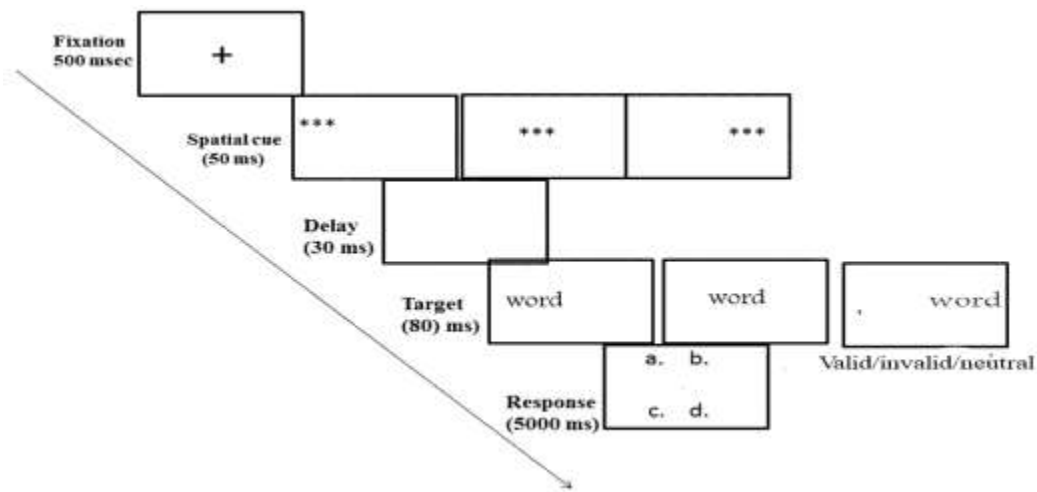 Fixation
500 msec
+
Spatial cue
(50 ms)
***
***
***
Delay
(30 ms)
Target
(80) ms)
word
word
word
Valid/invalid/neutral
Response
(5000 ms)
a. b.
c. d.